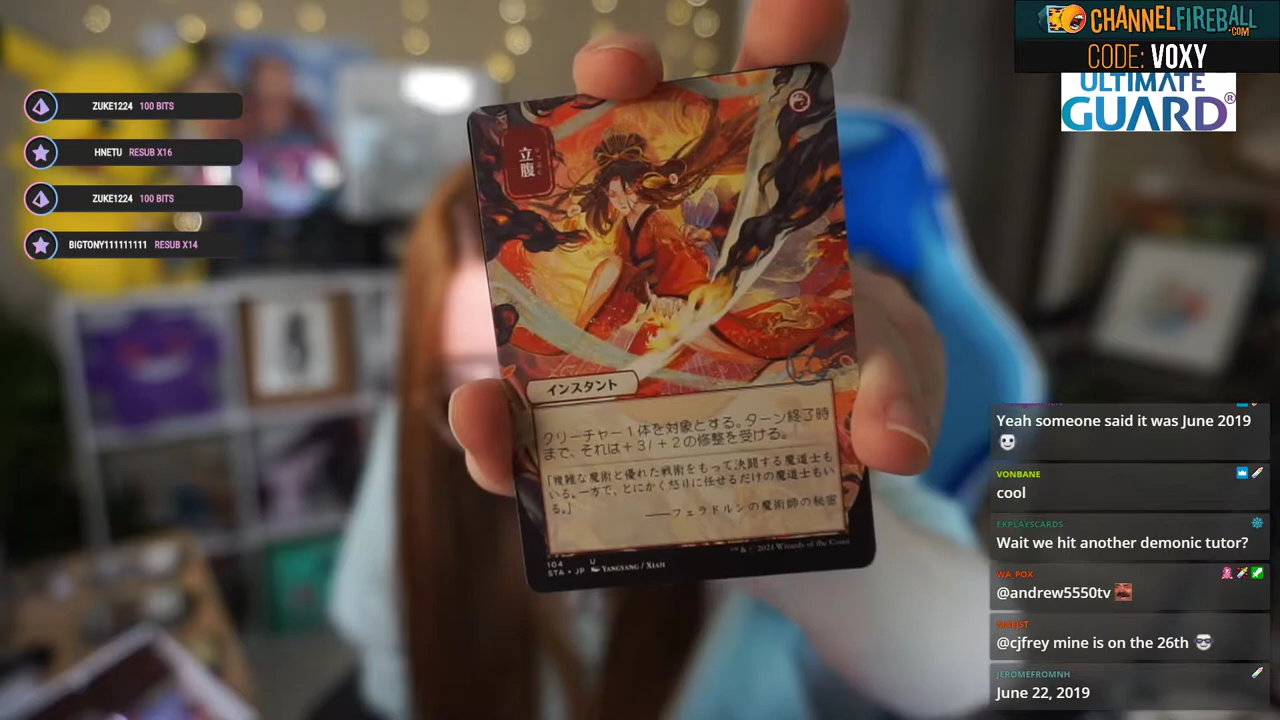 CHANNELFIREBALL
.COM
CODE: VOXY
ULTIMATE
GUARD®
ZUKE1224 100 BITS
HNETU RESUB X16
ZUKE1224 100 BITS
BIGTONY111111111 RESUB X14
立腹
りっぷく
インスタント
クリーチャー1体を対象とする。ターン終了時
まで、それは+3/+2の修整を受ける。
「複雑な魔術と優れた戦術をもって決闘する魔道士も
いる。一方で、とにかく怒りに任せるだけの魔道士もい
る。」
――フェラドルンの魔術師の秘密
104 U
STA • JP YANGYANG / XIAJI
™ & © 2021 Wizards of the Coast
Yeah someone said it was June 2019
VONBANE
cool
EKPLAYSCARDS
Wait we hit another demonic tutor?
WA_POX
@andrew5550tv
@cjfrey mine is on the 26th
JEROMEFROMNH
June 22, 2019